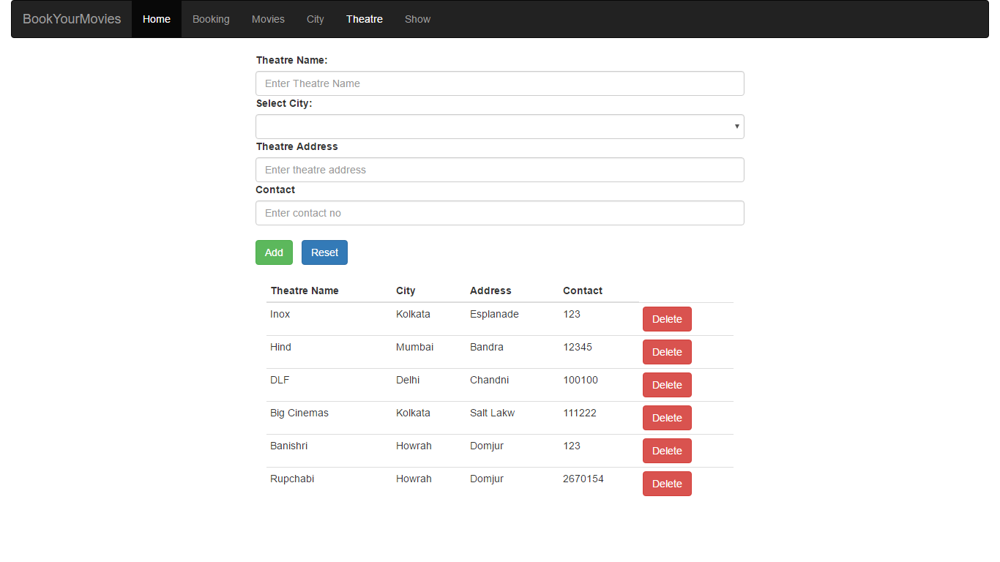 BookYourMovies Home Booking Movies City Theatre Show
Theatre Name:
Enter Theatre Name
Select City:
Theatre Address
Enter theatre address
Contact
Enter contact no
Add Reset
Theatre Name City Address Contact
Inox Kolkata Esplanade 123 Delete
Hind Mumbai Bandra 12345 Delete
DLF Delhi Chandni 100100 Delete
Big Cinemas Kolkata Salt Lakw 111222 Delete
Banishri Howrah Domjur 123 Delete
Rupchabi Howrah Domjur 2670154 Delete